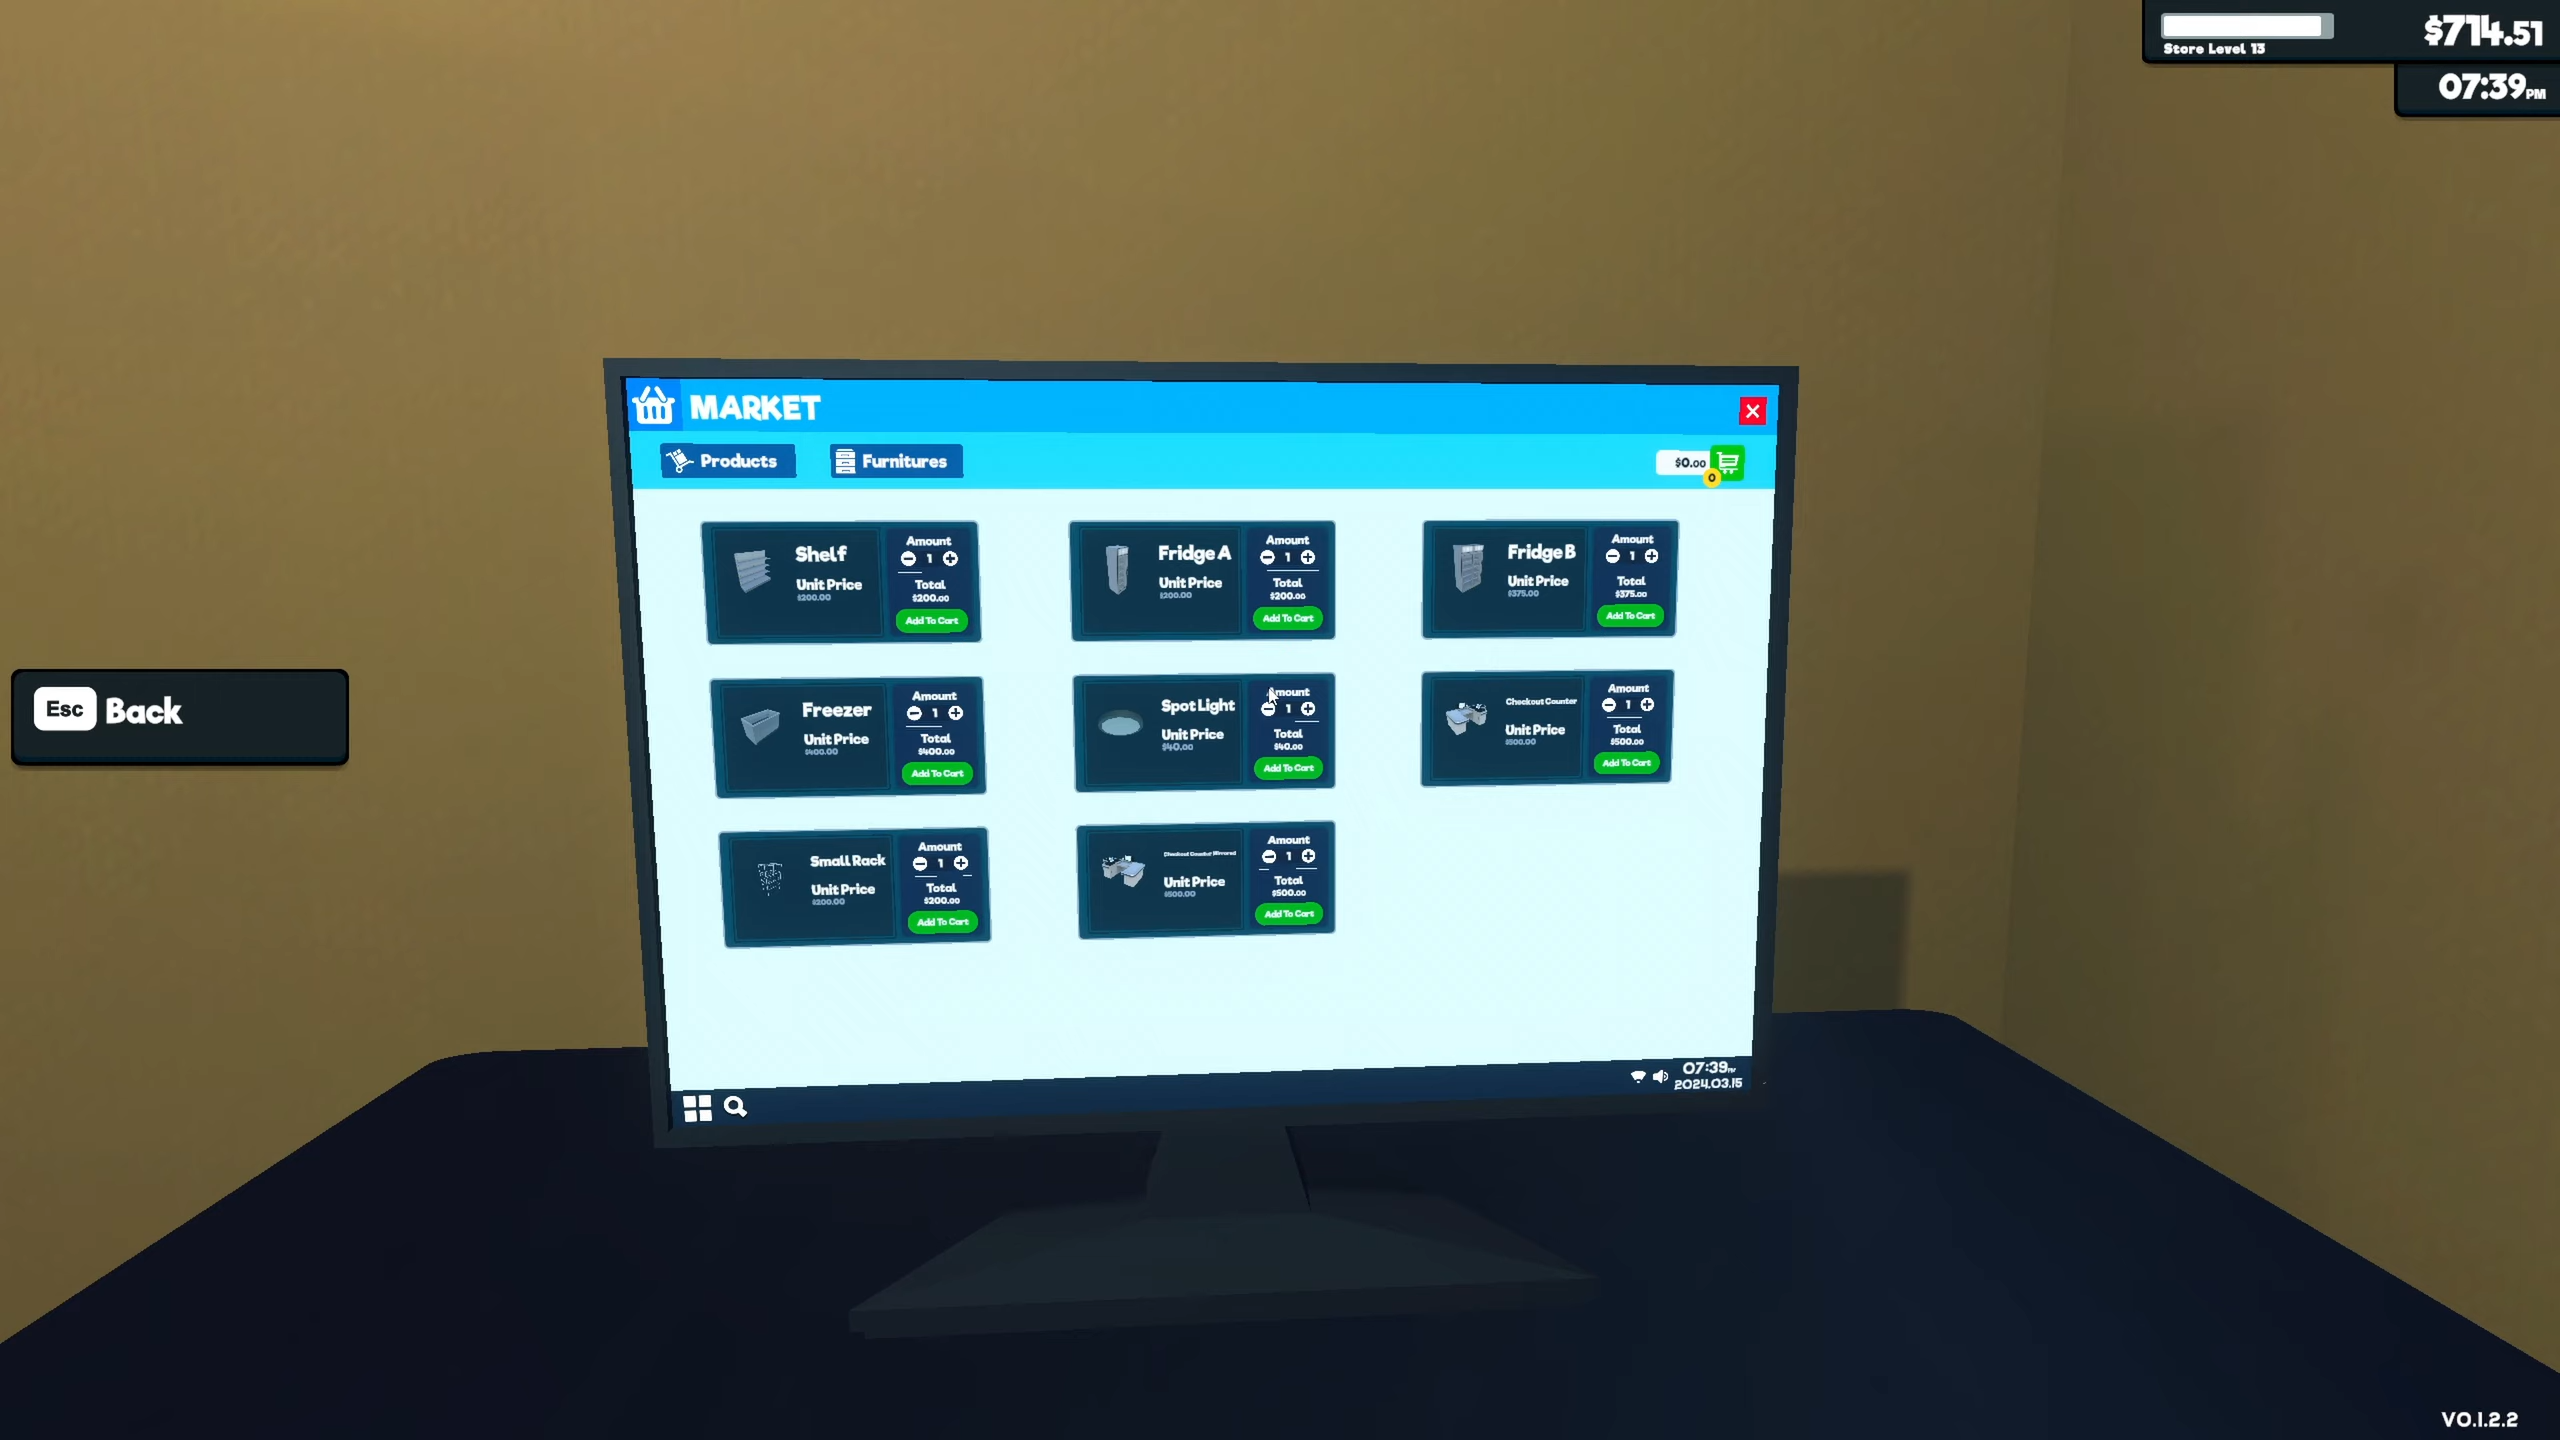 $714.51
Store Level 13
07:39PM
MARKET
Products
Furnitures
$0.00
0
Shelf
Unit Price
$200.00
Amount
1
Total
$200.00
Add To Cart
Fridge A
Unit Price
$200.00
Amount
1
Total
$200.00
Add To Cart
Fridge B
Unit Price
$375.00
Amount
1
Total
$375.00
Add To Cart
Freezer
Unit Price
$400.00
Amount
1
Total
$400.00
Add To Cart
Spot Light
Unit Price
$40.00
Amount
1
Total
$40.00
Add To Cart
Checkout Counter
Unit Price
$500.00
Amount
1
Total
$500.00
Add To Cart
Small Rack
Unit Price
$200.00
Amount
1
Total
$200.00
Add To Cart
Checkout Counter Mirrored
Unit Price
$500.00
Amount
1
Total
$500.00
Add To Cart
Esc Back
07:39PM
2024.03.15
V0.1.2.2